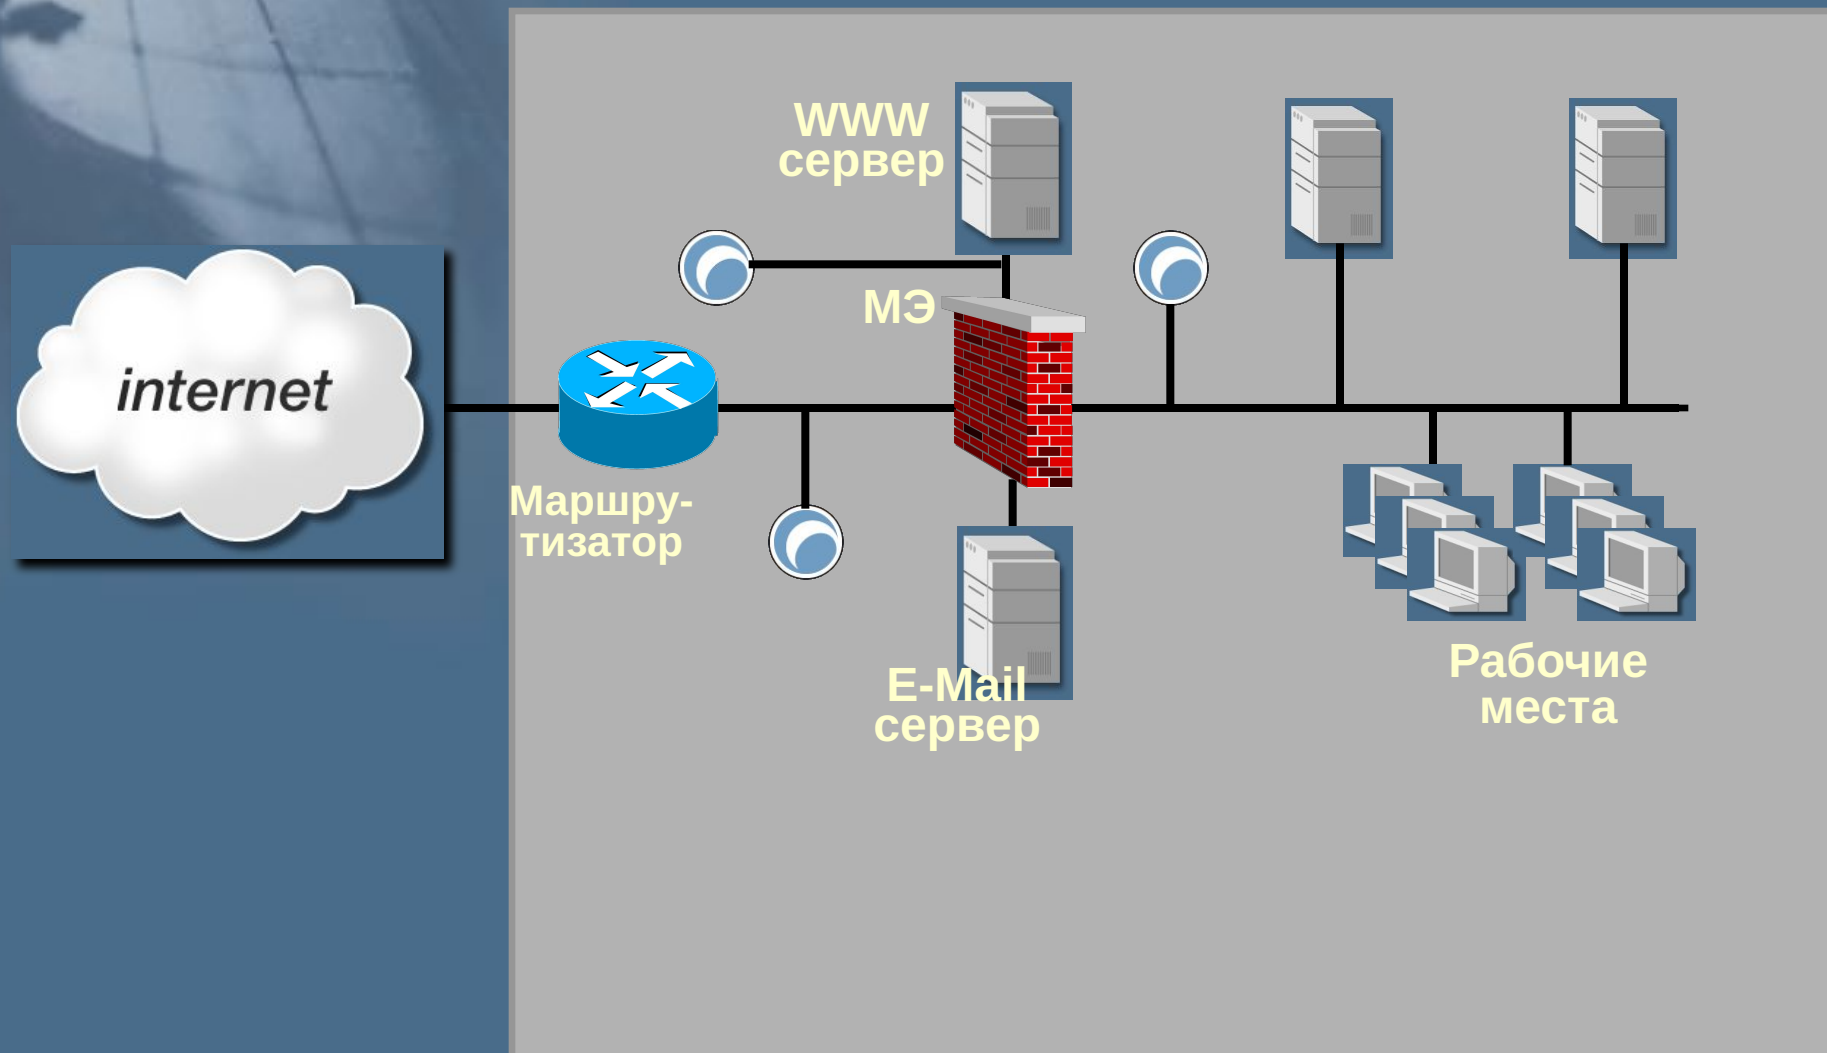 WWW
сервер
МЭ
internet
Маршру-
тизатор
E-Mail
сервер
Рабочие
места